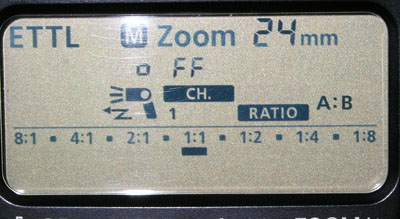 ETTL M Zoom 24mm
o FF
CH.
1 RATIO A:B
8:1 4:1 2:1 1:1 1:2 1:4 1:8